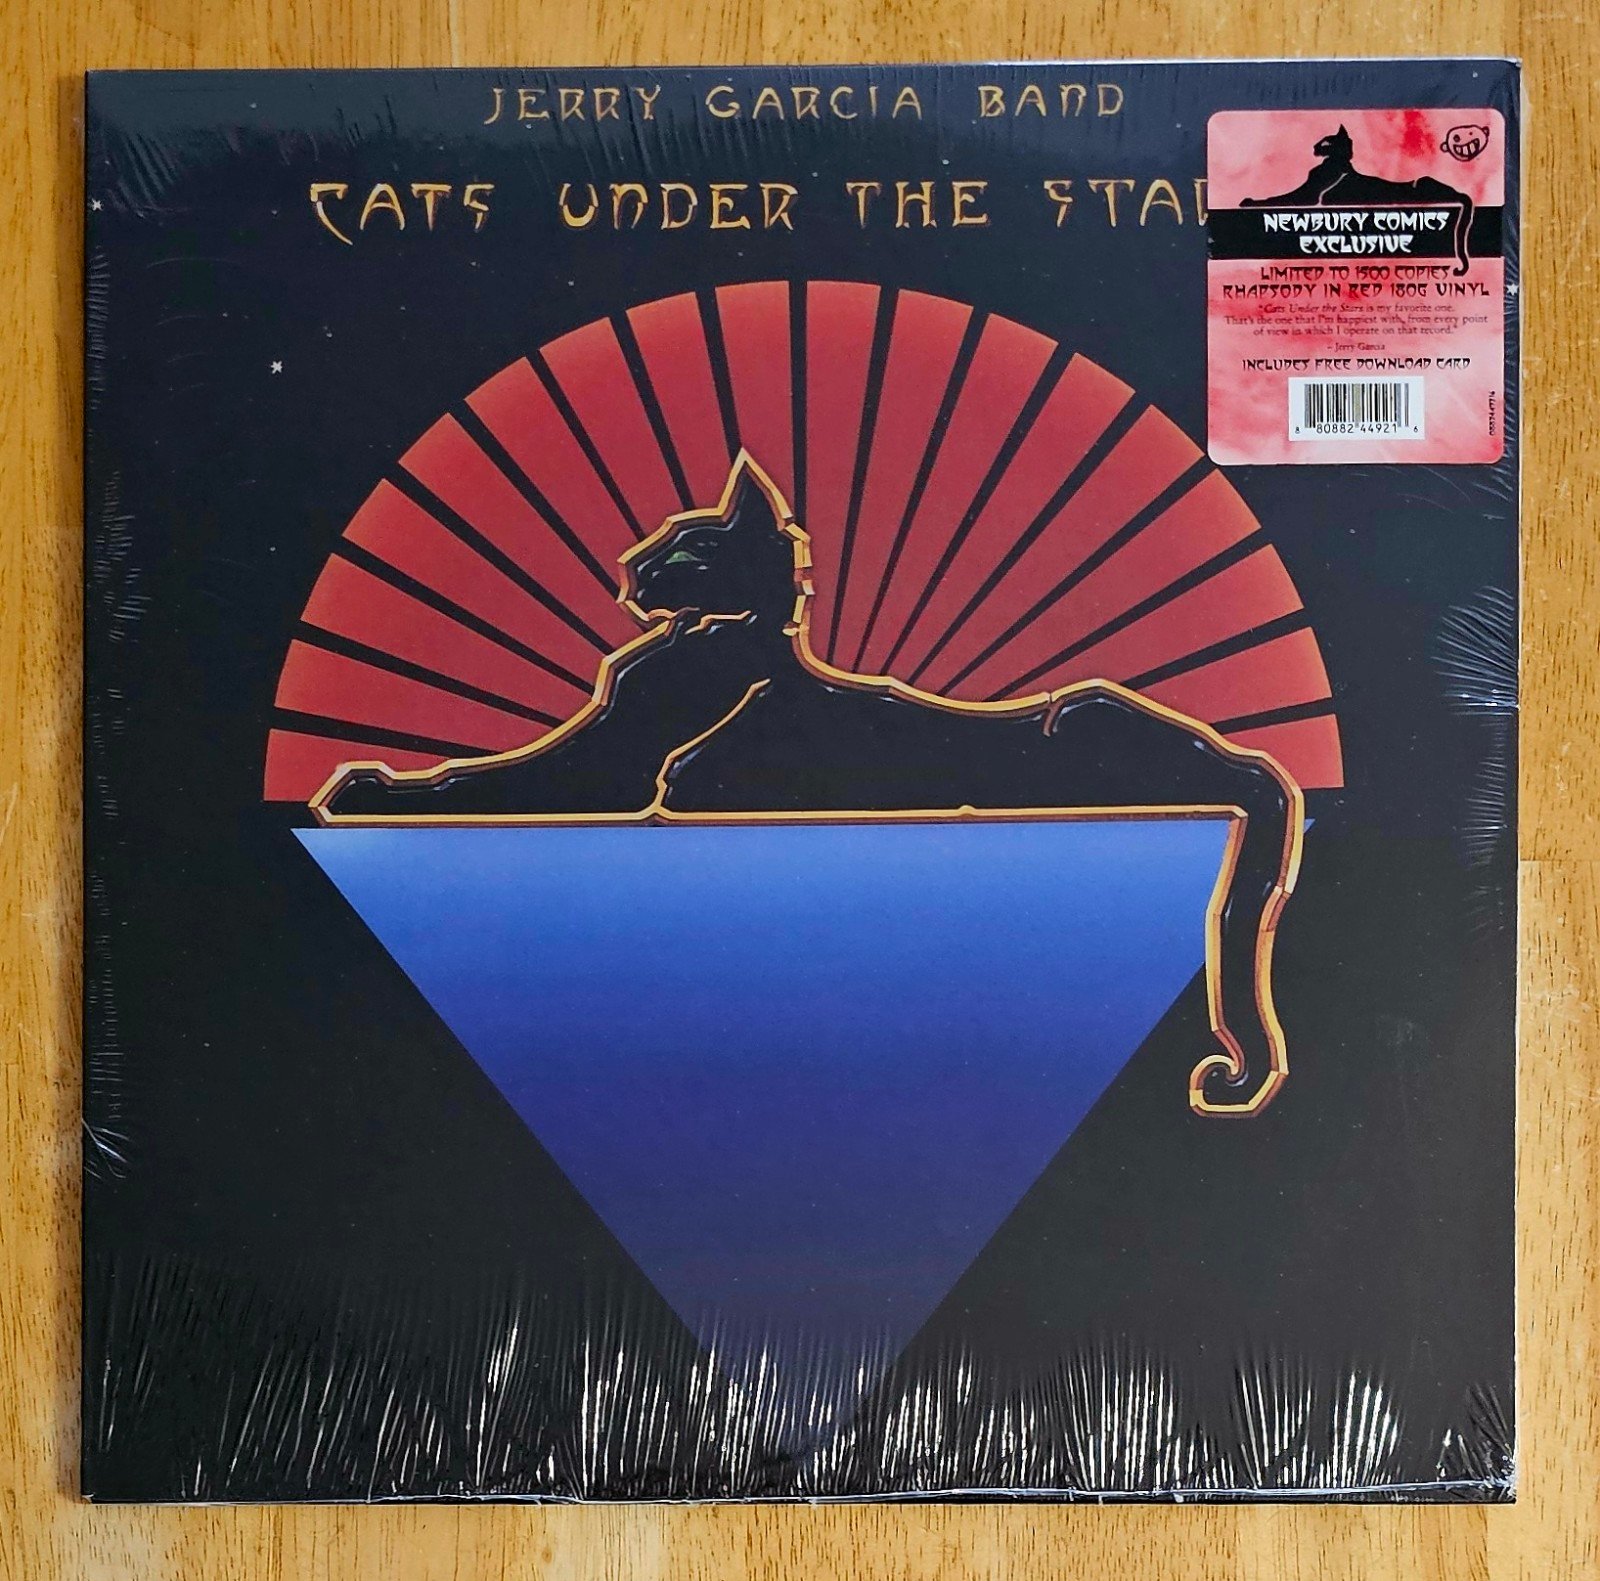 JERRY GARCIA BAND
CATS UNDER THE STAR
NEWBURY COMICS
EXCLUSIVE
LIMITED TO 1500 COPIES
RHAPSODY IN RED 180G VINYL
"Cats Under the Stars is my favorite one.
That's the one that I'm happiest with, from every point
of view in which I operate on that record."
– Jerry Garcia
INCLUDES FREE DOWNLOAD CARD
8 80882 44921 6